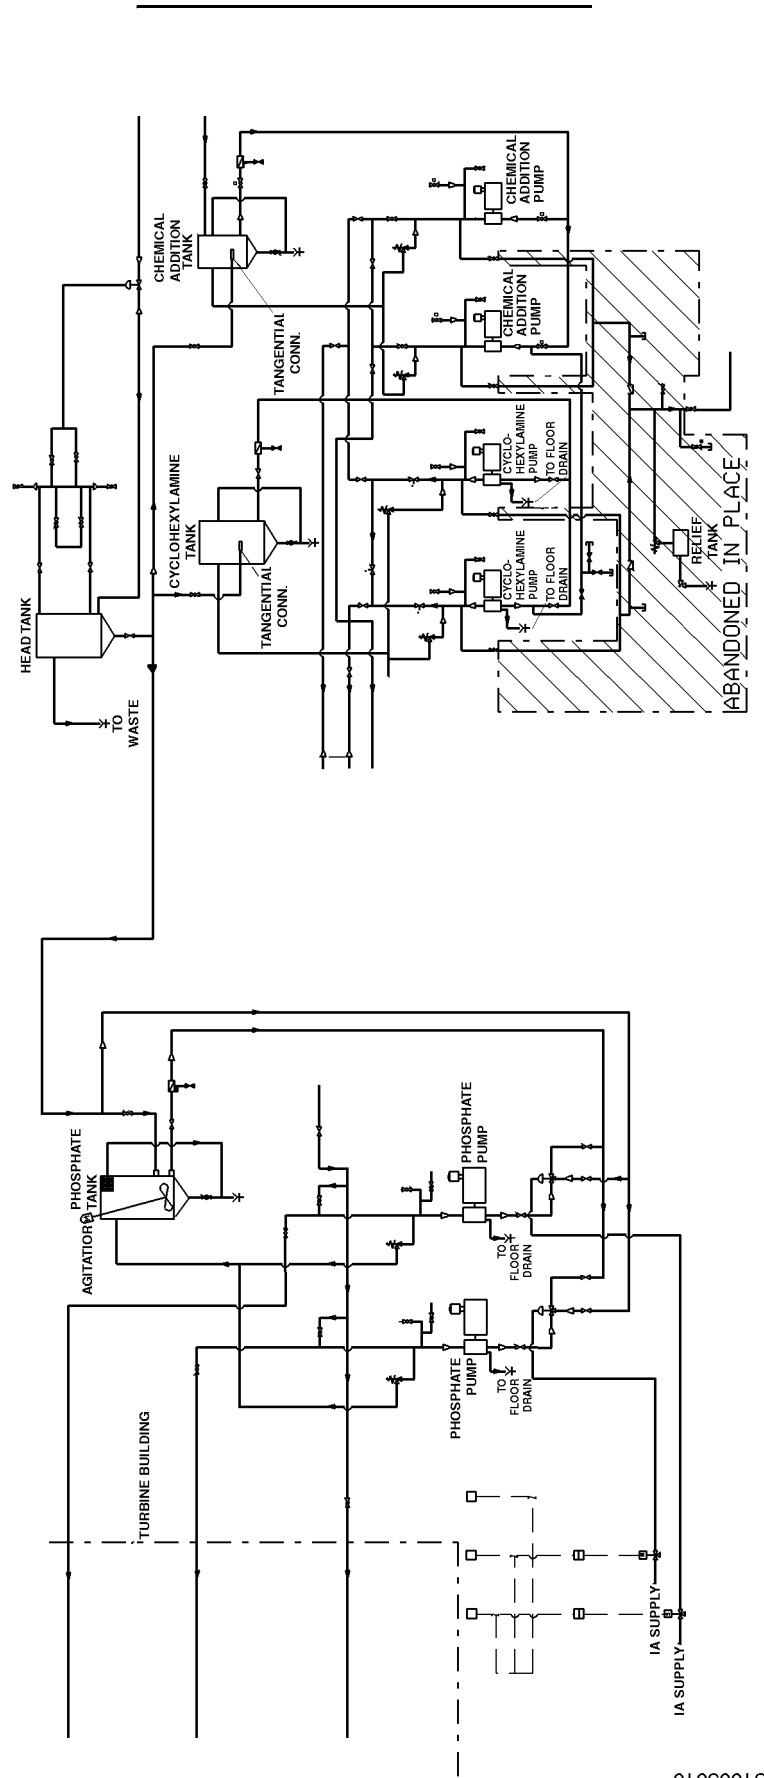 CHEMICAL
ADDITION
PUMP
CHEMICAL
ADDITION
TANK
CHEMICAL
ADDITION
PUMP
TANGENTIAL
CONN.
CYCLO-
HEXYLAMINE
PUMP
TO FLOOR
DRAIN
CYCLOHEXYLAMINE
TANK
RELIEF
TANK
ABANDONED IN PLACE
CYCLO-
HEXYLAMINE
PUMP
TO FLOOR
DRAIN
TANGENTIAL
CONN.
HEAD TANK
TO
WASTE
PHOSPHATE
PUMP
PHOSPHATE
TANK
AGITATIOR
M
TO
FLOOR
DRAIN
PHOSPHATE
PUMP
TO
FLOOR
DRAIN
TURBINE BUILDING
IA SUPPLY
IA SUPPLY